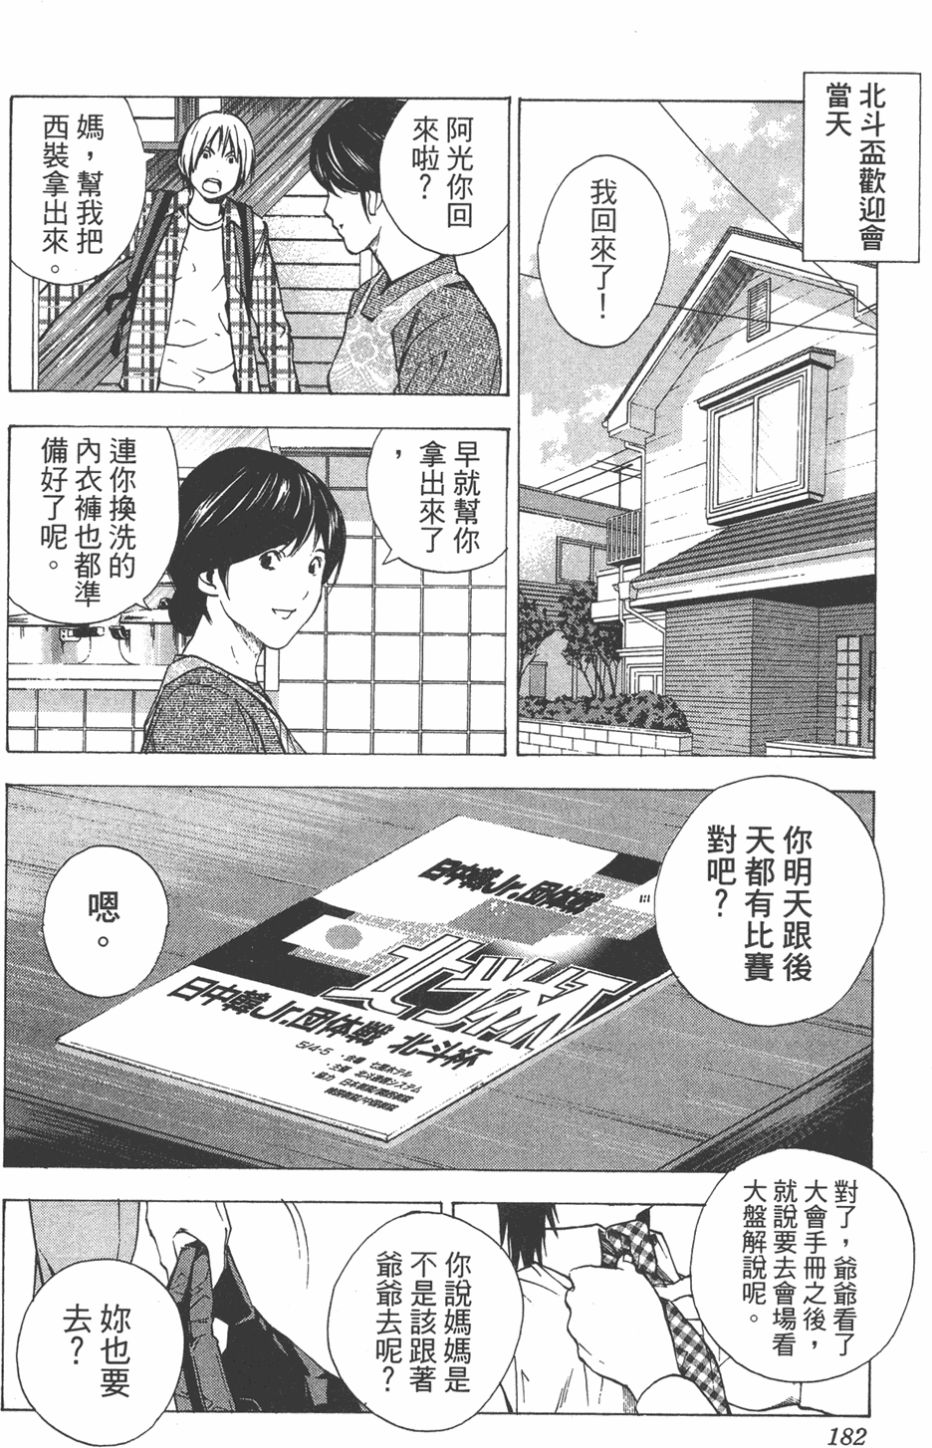 北斗盃歡迎會
當天
我回來了！
阿光你回
來啦？
媽，幫我把
西裝拿出來。
早就幫你
拿出來了
，
連你換洗的
內衣褲也都準
備好了呢。
你明天跟後
天都有比賽
對吧？
日中韓Jr.団体戦
北斗杯
日中韓Jr.団体戦 北斗杯
5/4-5
嗯。
對了，爺爺看了
大會手冊之後，
就說要去會場看
大盤解說呢。
你說媽媽是
不是該跟著
爺爺去呢？
妳也要
去？
182